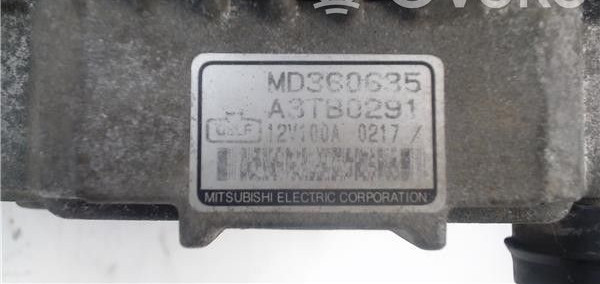 MD360635
A3TB0291
12V100A 0217 /
MITSUBISHI ELECTRIC CORPORATION